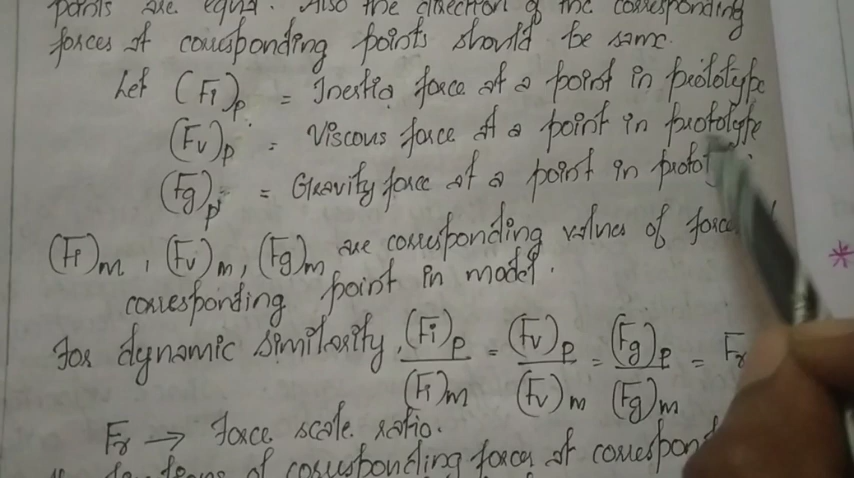 points are equal. Also the direction of the corresponding
forces at corresponding points should be same.
Let (Fi)p = Inertia force at a point in prototype
(Fv)p = Viscous force at a point in prototype
(Fg)p = Gravity force at a point in protot
(Fi)m, (Fv)m, (Fg)m are corresponding values of force
corresponding point in model.
For dynamic similarity, (Fi)p/(Fi)m = (Fv)p/(Fv)m = (Fg)p/(Fg)m = Fr
Fr → Force scale ratio.
of corresponding forces at correspond